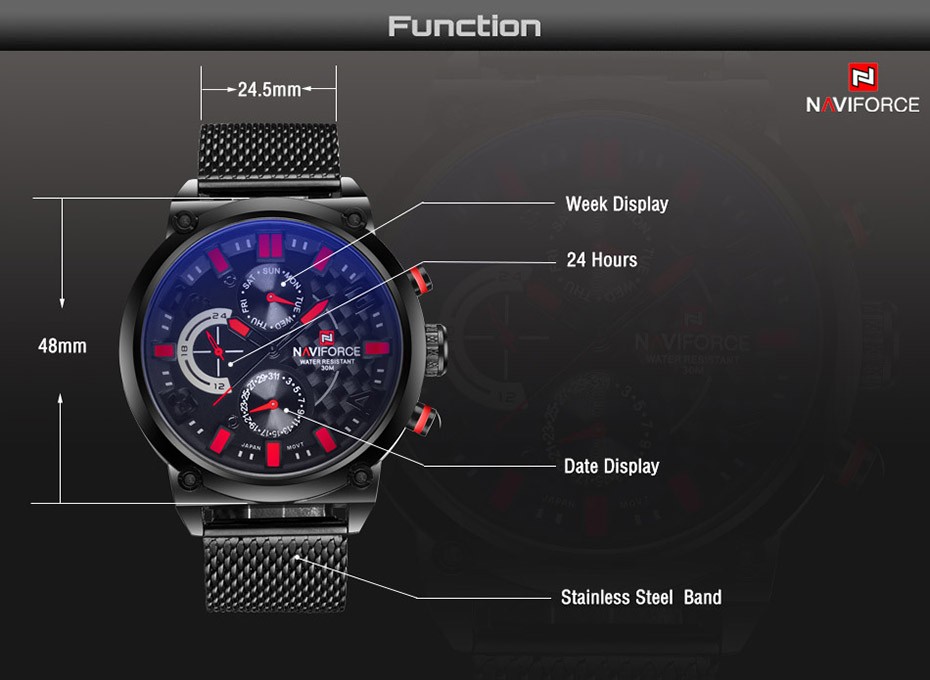 Function
24.5mm
NAVIFORCE
Week Display
24 Hours
48mm
SUN MON TUE WED THU FRI SAT
24
18
12
NAVIFORCE
WATER RESISTANT
30M
31 3 5 7 9 11 13 15 17 19 21 23 25 27 29
JAPAN MOVT
Date Display
Stainless Steel Band